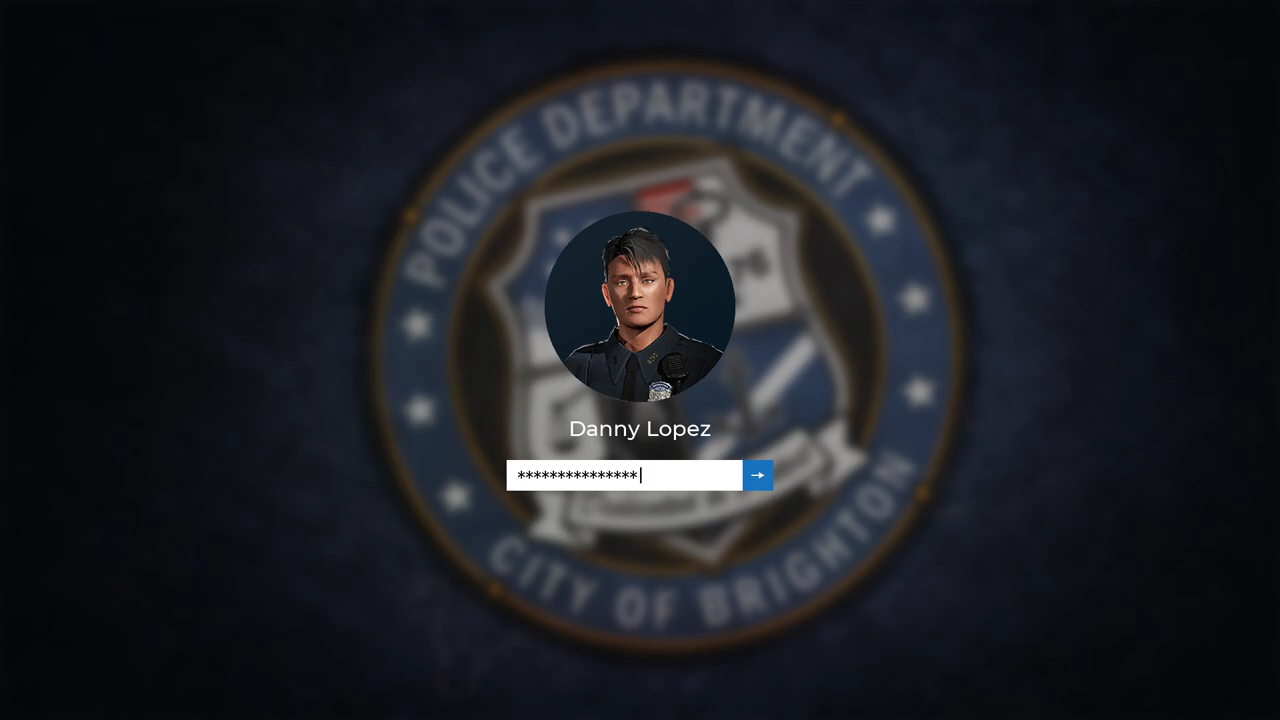 POLICE DEPARTMENT
Danny Lopez
***************
CITY OF BRIGHTON